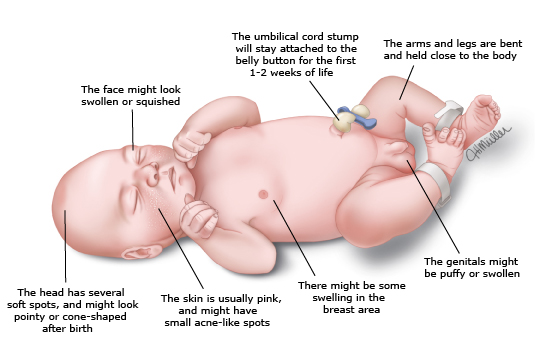 The umbilical cord stump
will stay attached to the
belly button for the first
1-2 weeks of life
The arms and legs are bent
and held close to the body
The face might look
swollen or squished
The head has several
soft spots, and might look
pointy or cone-shaped
after birth
The skin is usually pink,
and might have
small acne-like spots
There might be some
swelling in the
breast area
The genitals might
be puffy or swollen